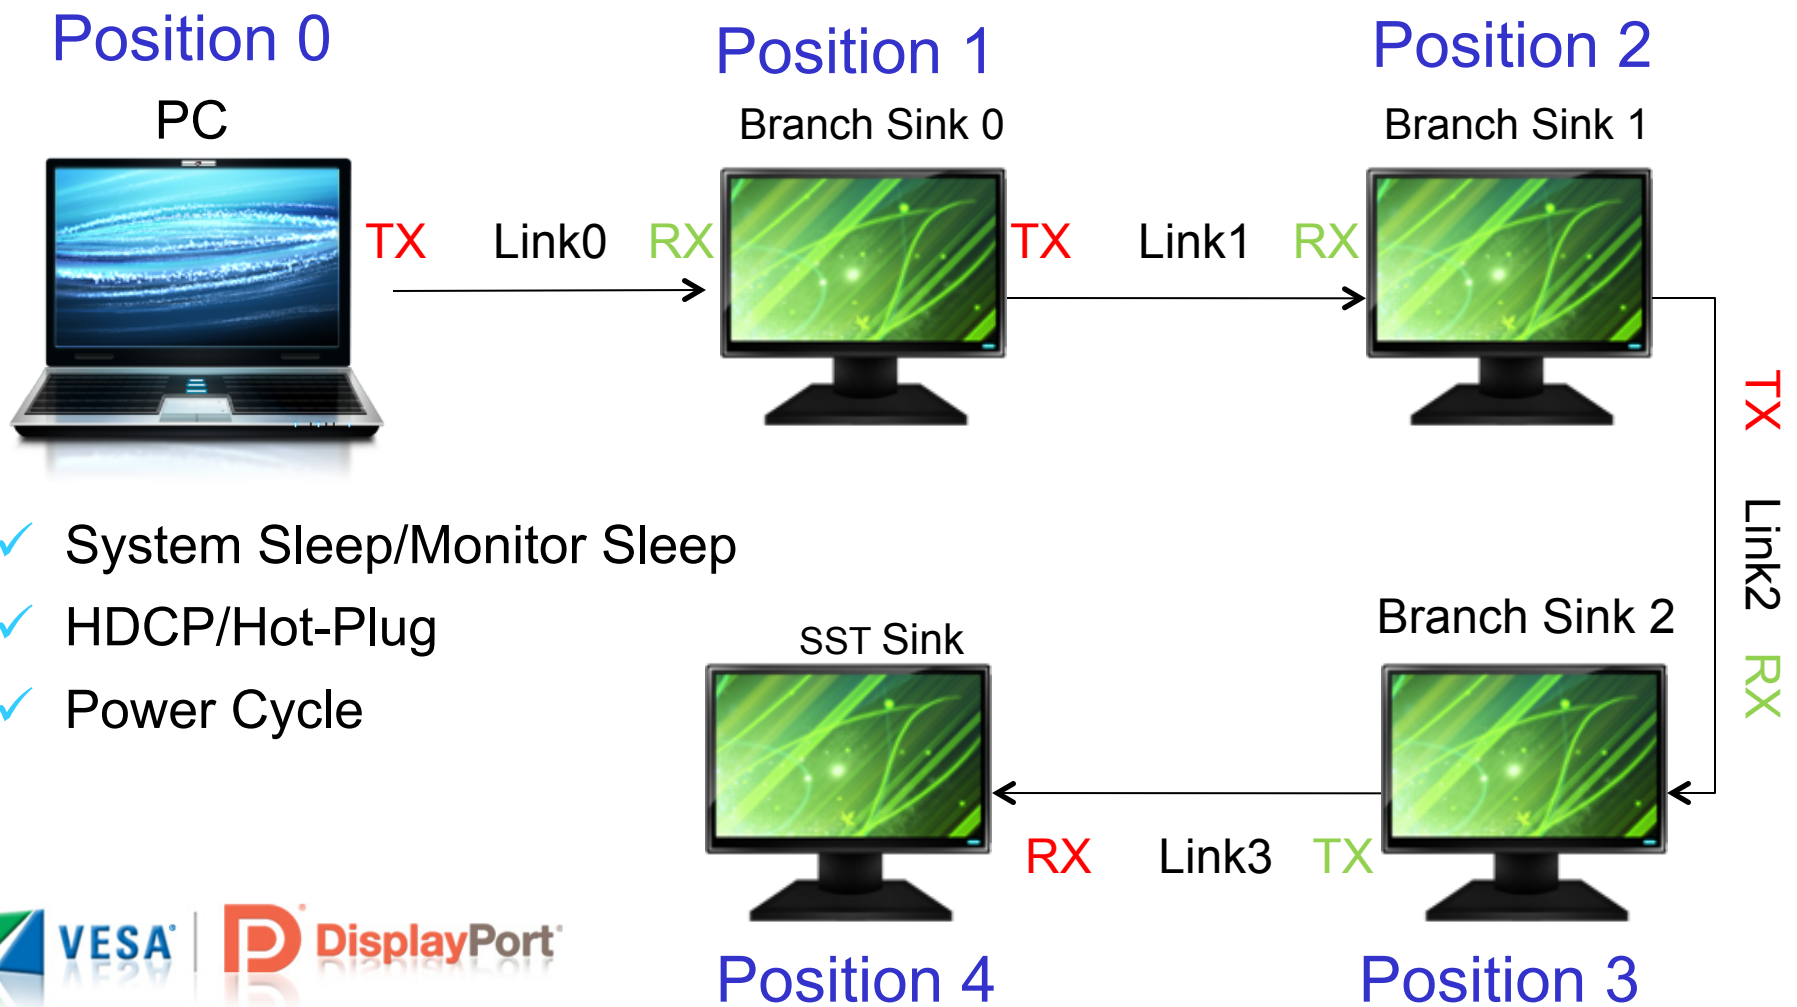 Position 0
Position 1
Position 2
PC
Branch Sink 0
Branch Sink 1
TX Link0 RX
TX Link1 RX
TX Link2 RX
System Sleep/Monitor Sleep
HDCP/Hot-Plug
Power Cycle
SST Sink
Branch Sink 2
RX Link3 TX
VESA® DisplayPort®
Position 4
Position 3